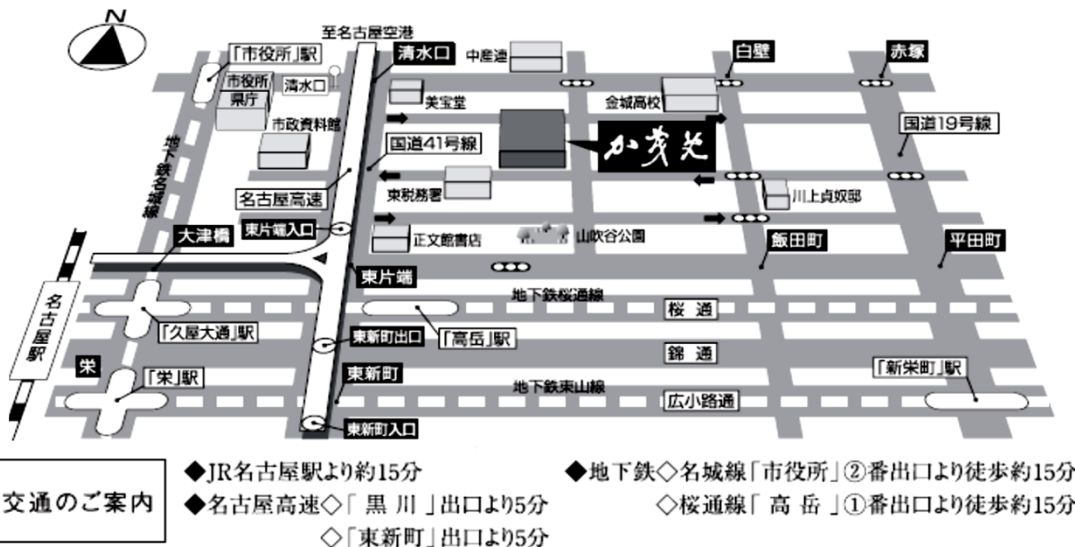 N
至名古屋空港
「市役所」駅
清水口
中産連
白壁
赤塚
市役所
県庁
清水口
美宝堂
金城高校
市政資料館
国道41号線
加茂免
国道19号線
地下鉄名城線
名古屋高速
東税務署
川上貞奴邸
大津橋
東片端入口
正文館書店
山吹谷公園
飯田町
平田町
東片端
名古屋駅
地下鉄桜通線
桜通
「久屋大通」駅
東新町出口
「高岳」駅
錦通
栄
「栄」駅
東新町
地下鉄東山線
「新栄町」駅
広小路通
東新町入口
交通のご案内
◆JR名古屋駅より約15分
◆名古屋高速◇「黒川」出口より5分
◇「東新町」出口より5分
◆地下鉄◇名城線「市役所」②番出口より徒歩約15分
◇桜通線「高岳」①番出口より徒歩約15分